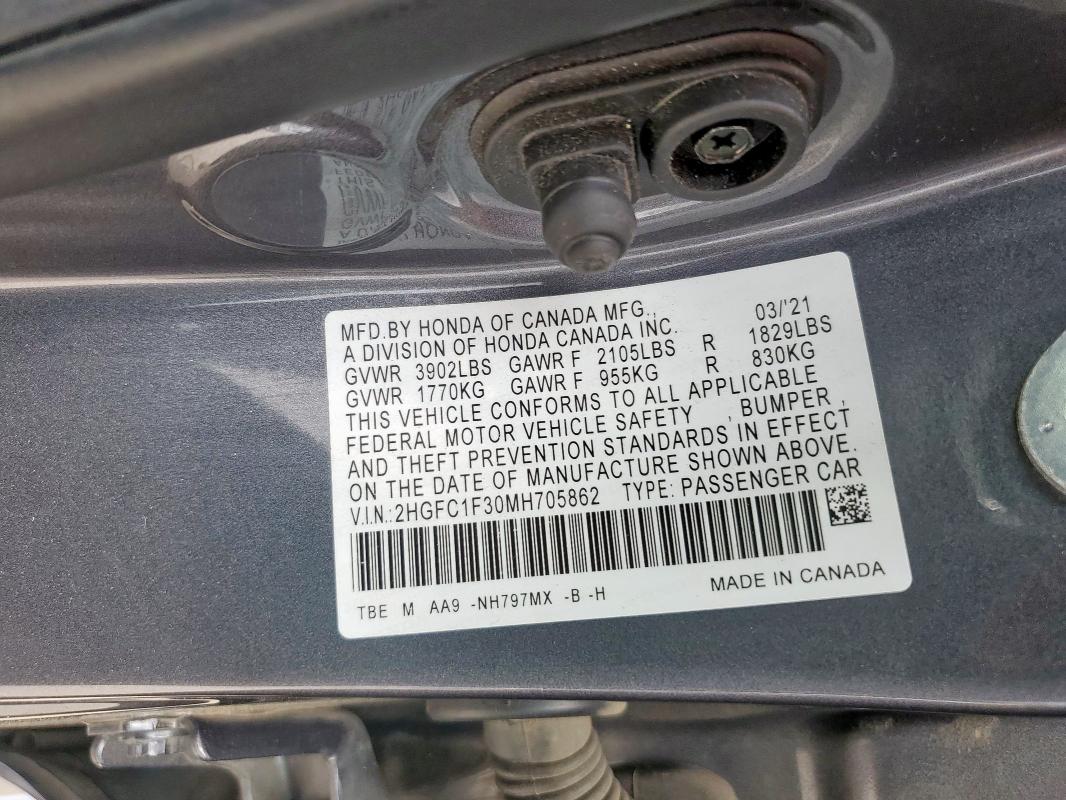 MFD.BY HONDA OF CANADA MFG., 03/'21
A DIVISION OF HONDA CANADA INC.
GVWR 3902LBS GAWR F 2105LBS R 1829LBS
GVWR 1770KG GAWR F 955KG R 830KG
THIS VEHICLE CONFORMS TO ALL APPLICABLE
FEDERAL MOTOR VEHICLE SAFETY , BUMPER ,
AND THEFT PREVENTION STANDARDS IN EFFECT
ON THE DATE OF MANUFACTURE SHOWN ABOVE.
V.I.N.:2HGFC1F30MH705862 TYPE: PASSENGER CAR
MADE IN CANADA
TBE M AA9 -NH797MX -B -H